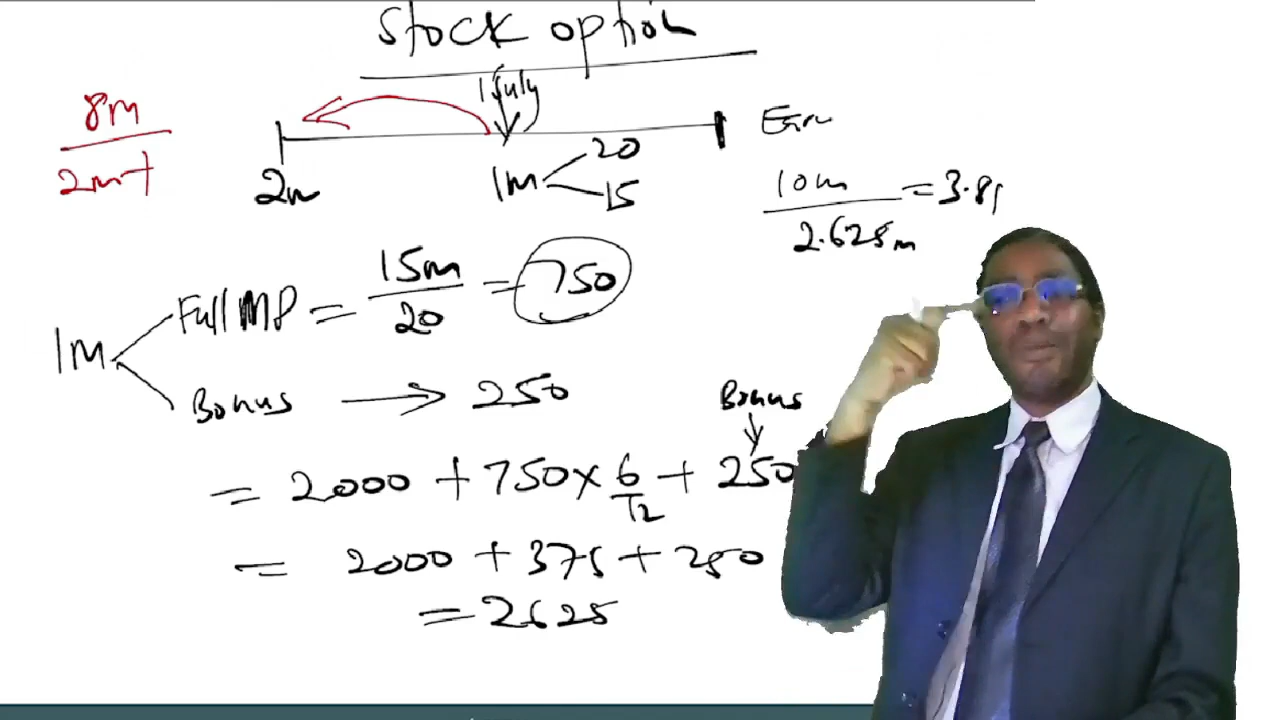 Stock option
1 July
8m
2m+
2m
1M
20
15
Earn
10m
2.625m
= 3.81
1M
Full MP = 15m
20
= 750
Bonus → 250
Bonus
↓
= 2000 + 750 × 6/12 + 250
= 2000 + 375 + 250
= 2625